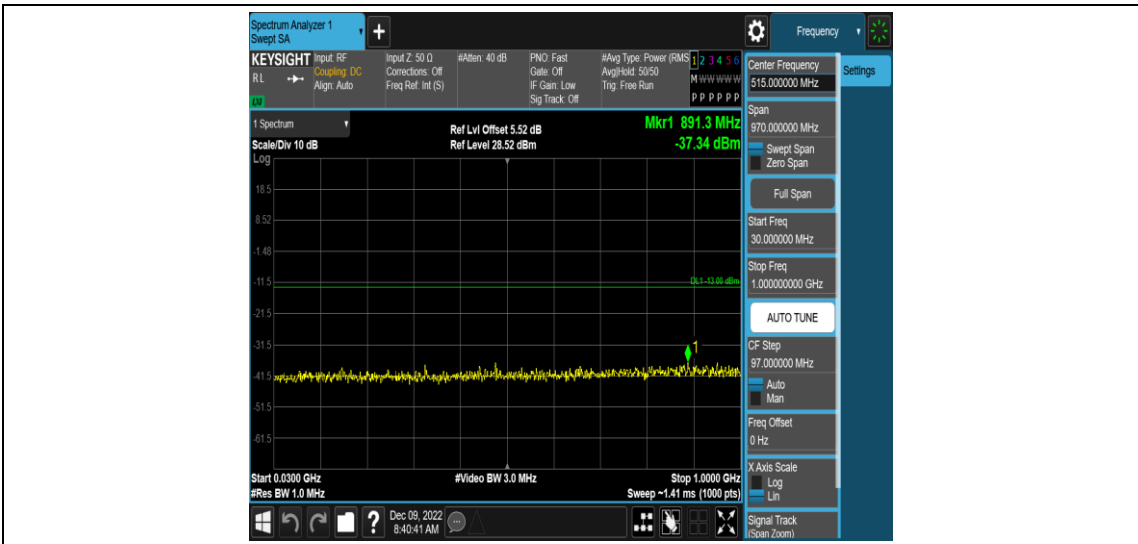 Spectrum Analyzer 1
Swept SA
+
Frequency
KEYSIGHT
RL
LXI
Input: RF
Coupling: DC
Align: Auto
Input Z: 50 Ω
Corrections: Off
Freq Ref: Int (S)
#Atten: 40 dB
PNO: Fast
Gate: Off
IF Gain: Low
Sig Track: Off
#Avg Type: Power (RMS
Avg|Hold: 50/50
Trig: Free Run
1 2 3 4 5 6
M W W W W W
P P P P P P
1 Spectrum
Scale/Div 10 dB
Log
Ref Lvl Offset 5.52 dB
Ref Level 28.52 dBm
Mkr1 891.3 MHz
-37.34 dBm
18.5
8.52
-1.48
-11.5
-21.5
-31.5
-41.5
-51.5
-61.5
DL1 -13.00 dBm
1
Start 0.0300 GHz
#Res BW 1.0 MHz
#Video BW 3.0 MHz
Stop 1.0000 GHz
Sweep ~1.41 ms (1000 pts)
?
Dec 09, 2022
8:40:41 AM
Center Frequency
515.000000 MHz
Settings
Span
970.000000 MHz
Swept Span
Zero Span
Full Span
Start Freq
30.000000 MHz
Stop Freq
1.000000000 GHz
AUTO TUNE
CF Step
97.000000 MHz
Auto
Man
Freq Offset
0 Hz
X Axis Scale
Log
Lin
Signal Track
(Span Zoom)